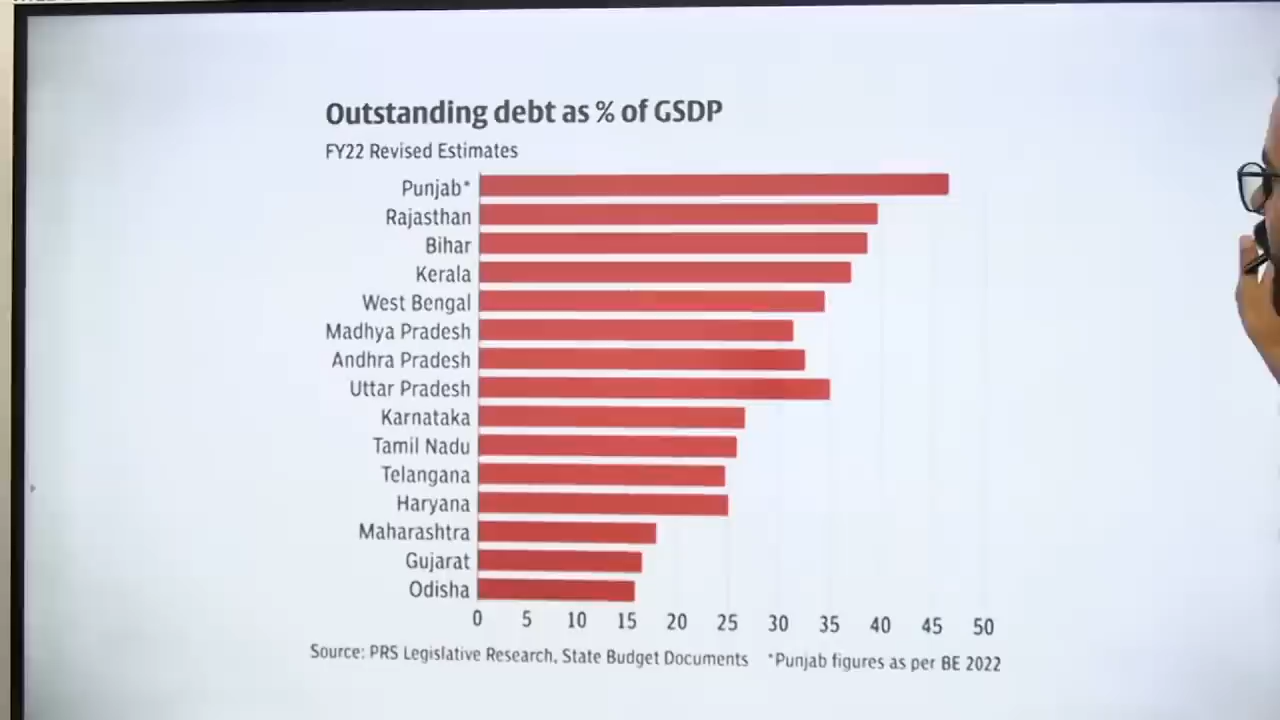 Outstanding debt as % of GSDP
FY22 Revised Estimates
Punjab*
Rajasthan
Bihar
Kerala
West Bengal
Madhya Pradesh
Andhra Pradesh
Uttar Pradesh
Karnataka
Tamil Nadu
Telangana
Haryana
Maharashtra
Gujarat
Odisha
0 5 10 15 20 25 30 35 40 45 50
Source: PRS Legislative Research, State Budget Documents *Punjab figures as per BE 2022